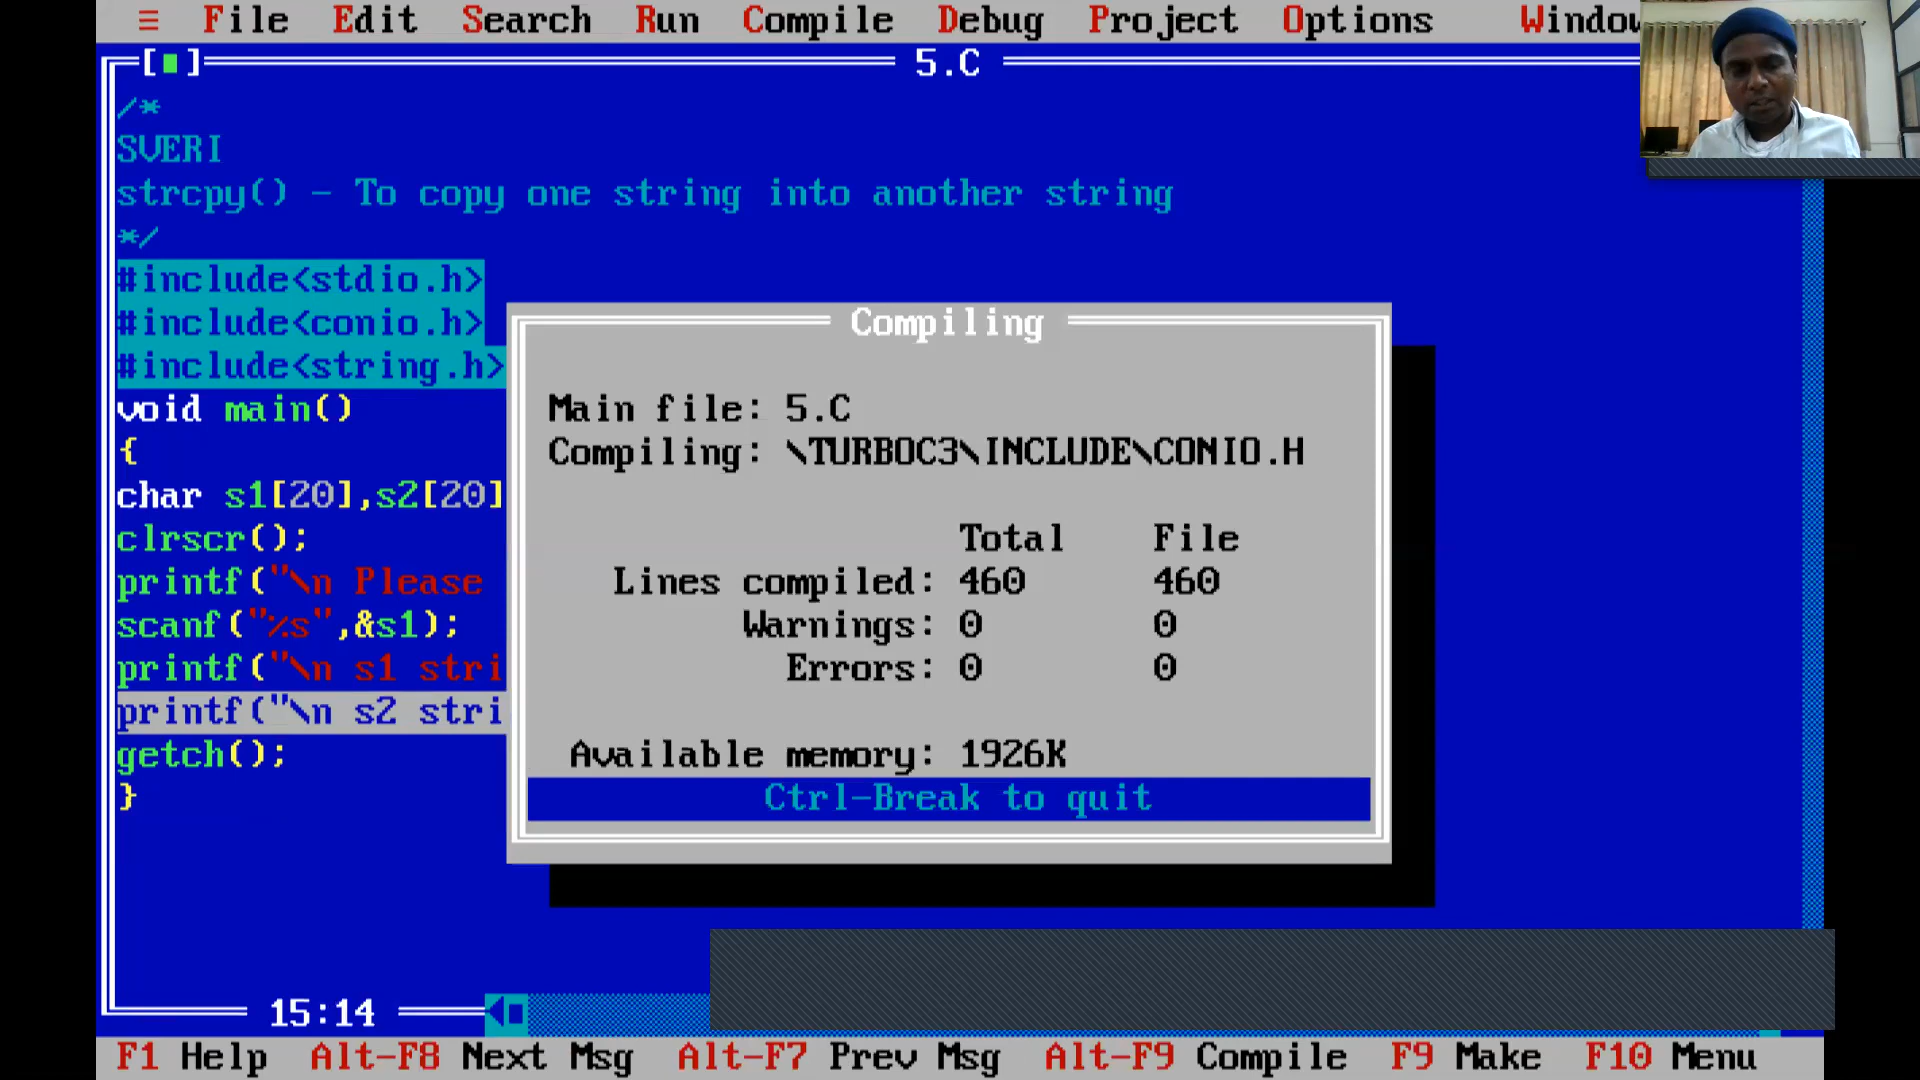 ≡ File Edit Search Run Compile Debug Project Options Window
[■] 5.C
/*
SVERI
strcpy() - To copy one string into another string
*/
#include<stdio.h>
#include<conio.h>
#include<string.h>
void main()
{
char s1[20],s2[20]
clrscr();
printf("\n Please
scanf("%s",&s1);
printf("\n s1 stri
printf("\n s2 stri
getch();
}
Compiling
Main file: 5.C
Compiling: \TURBOC3\INCLUDE\CONIO.H
Total File
Lines compiled: 460 460
Warnings: 0 0
Errors: 0 0
Available memory: 1926K
Ctrl-Break to quit
15:14
F1 Help Alt-F8 Next Msg Alt-F7 Prev Msg Alt-F9 Compile F9 Make F10 Menu